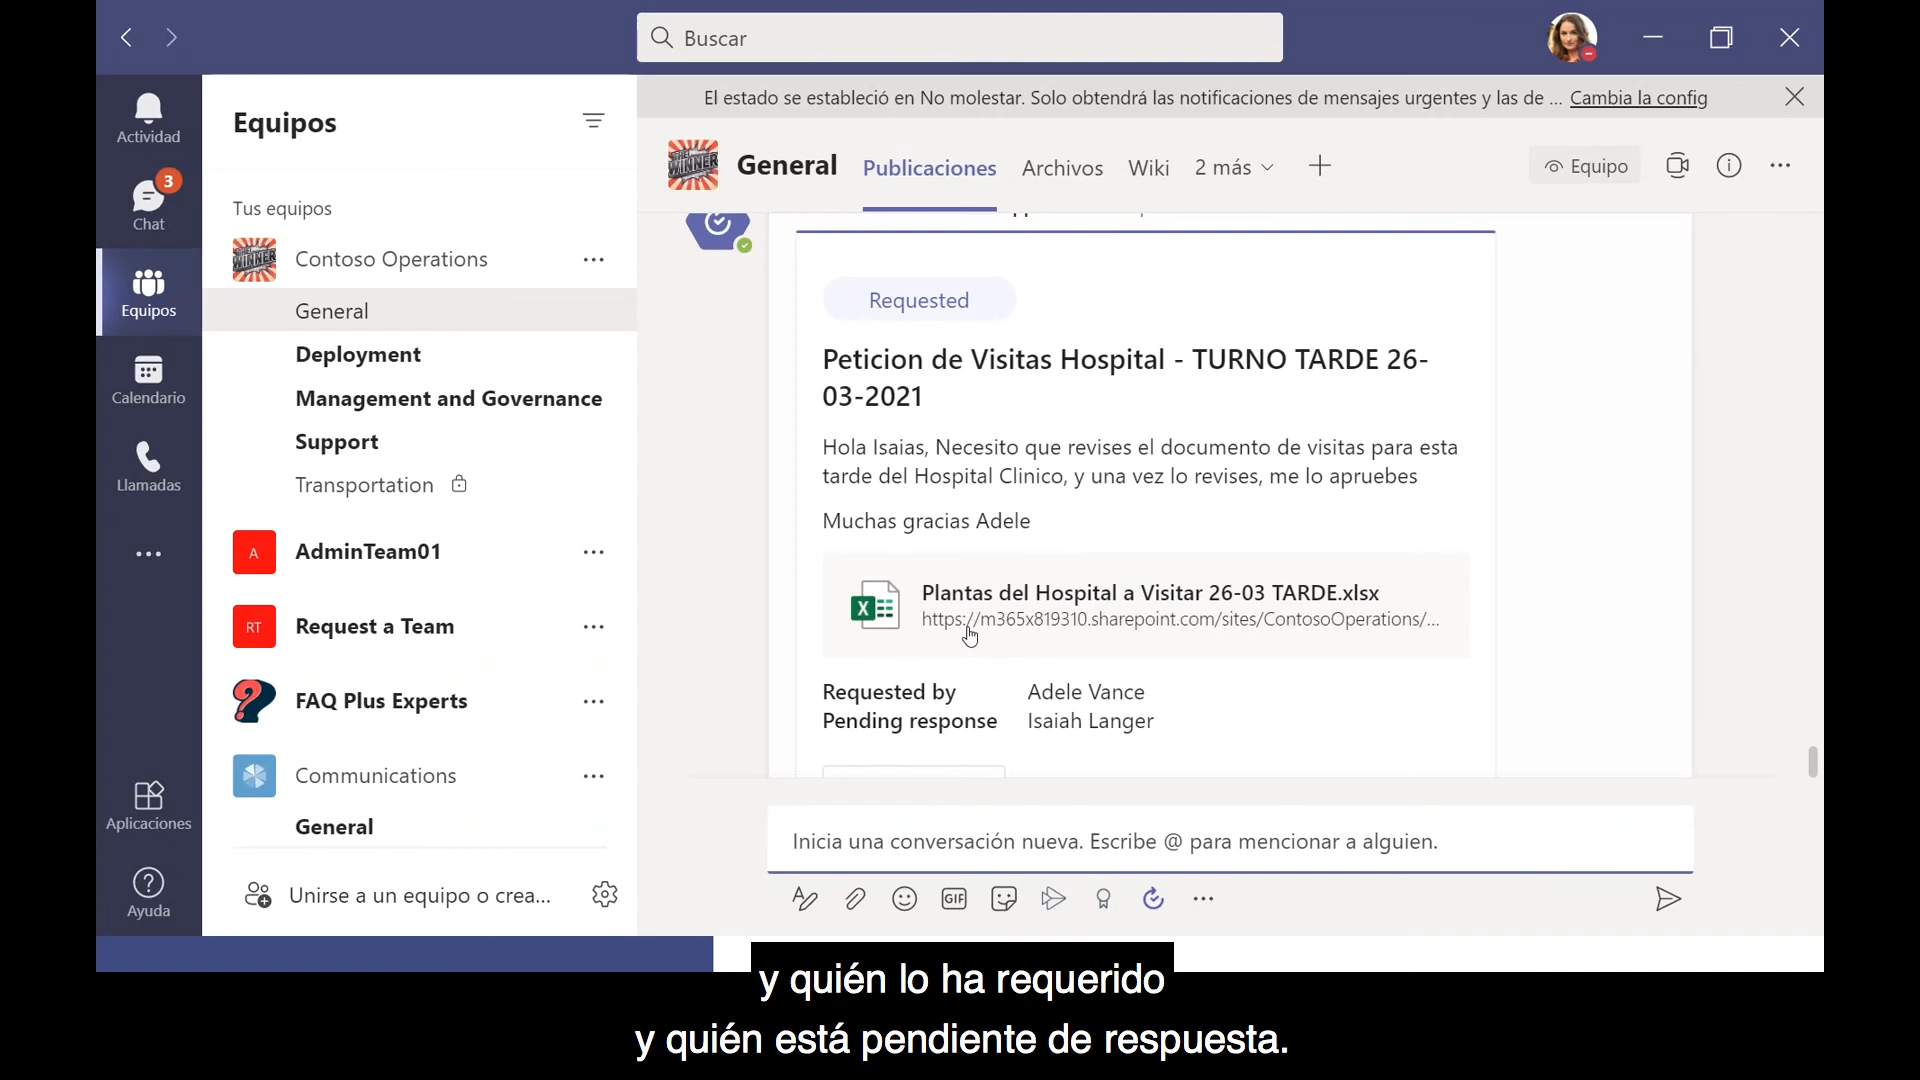 Buscar
Actividad
3
Chat
Equipos
Calendario
Llamadas
Aplicaciones
Ayuda
Equipos
Tus equipos
THE WINNER
Contoso Operations
General
Deployment
Management and Governance
Support
Transportation
A
AdminTeam01
RT
Request a Team
FAQ Plus Experts
Communications
General
Unirse a un equipo o crea...
El estado se estableció en No molestar. Solo obtendrá las notificaciones de mensajes urgentes y las de ... Cambia la config
THE WINNER
General
Publicaciones
Archivos
Wiki
2 más
Equipo
Requested
Peticion de Visitas Hospital - TURNO TARDE 26-
03-2021
Hola Isaias, Necesito que revises el documento de visitas para esta
tarde del Hospital Clinico, y una vez lo revises, me lo apruebes
Muchas gracias Adele
X
Plantas del Hospital a Visitar 26-03 TARDE.xlsx
https://m365x819310.sharepoint.com/sites/ContosoOperations/...
Requested by Adele Vance
Pending response Isaiah Langer
Inicia una conversación nueva. Escribe @ para mencionar a alguien.
GIF
y quién lo ha requerido
y quién está pendiente de respuesta.